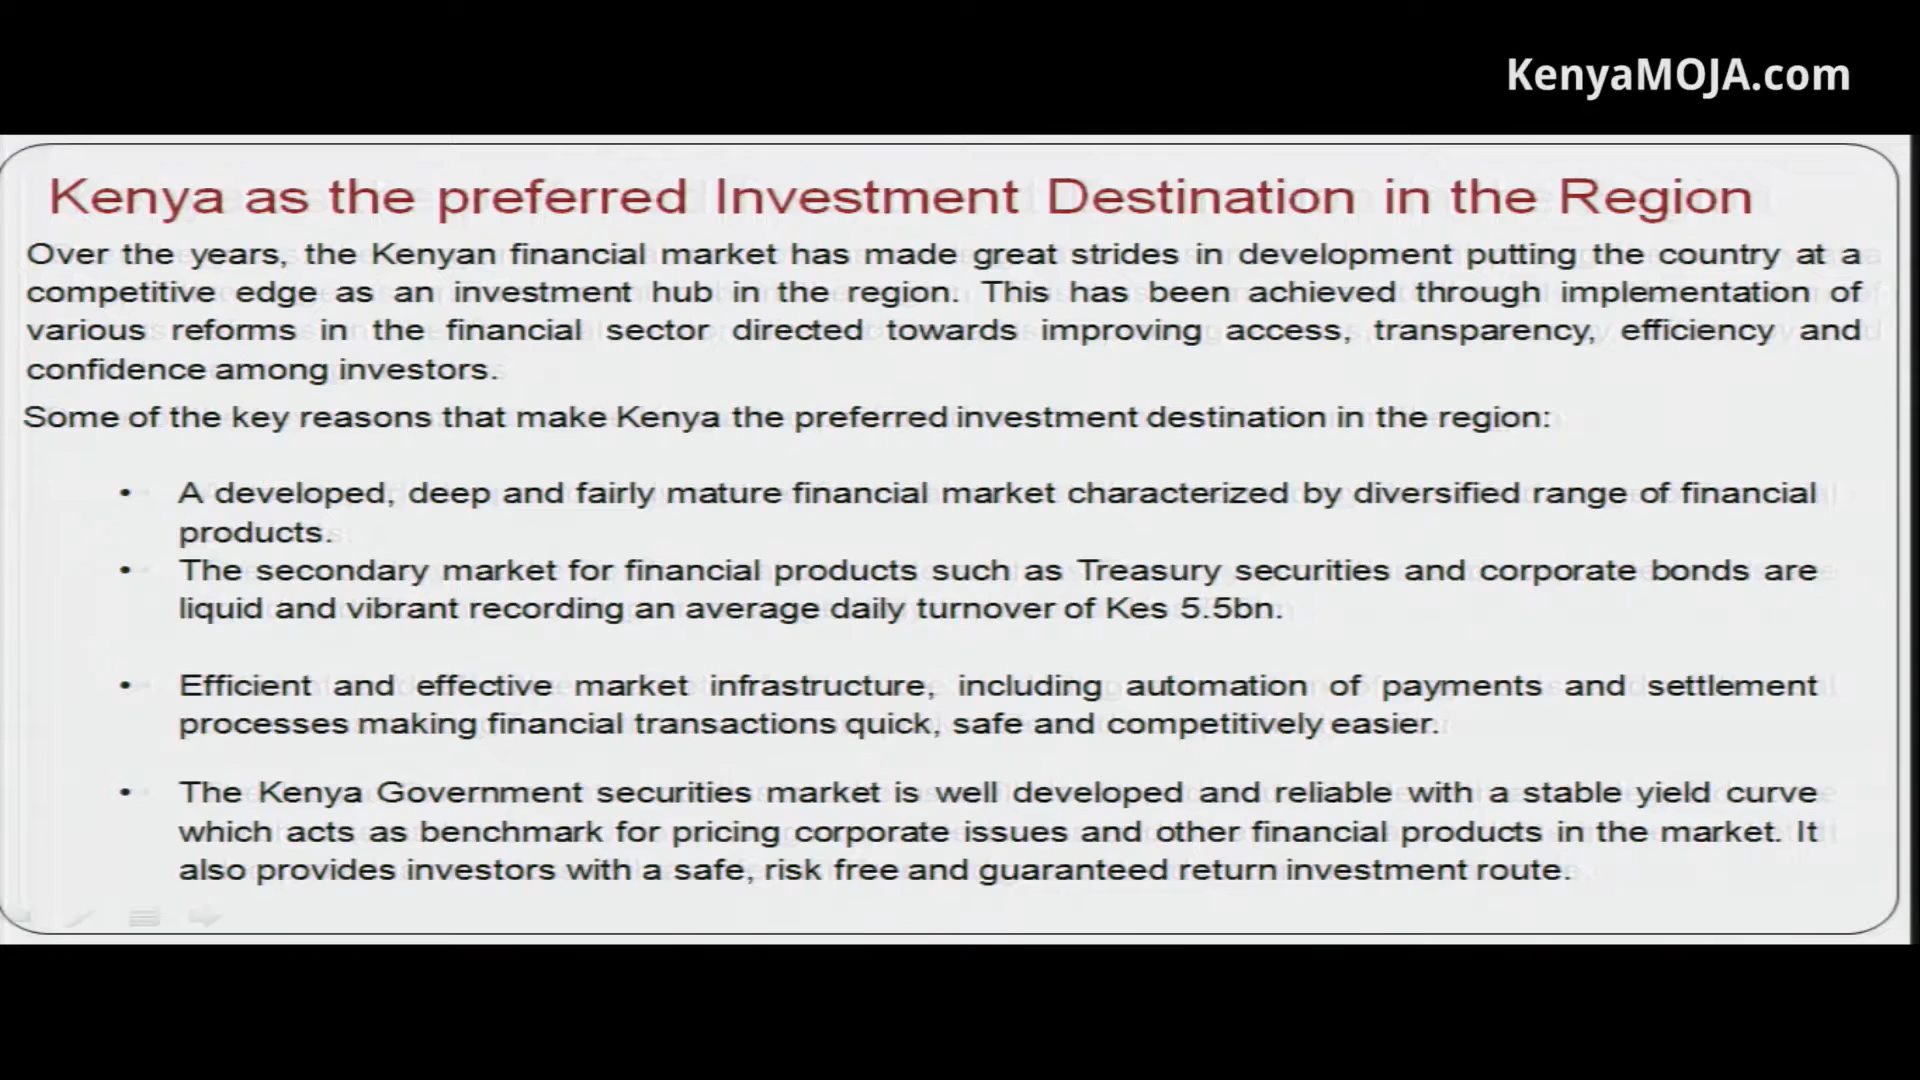 KenyaMOJA.com
Kenya as the preferred Investment Destination in the Region
Over the years, the Kenyan financial market has made great strides in development putting the country at a
competitive edge as an investment hub in the region. This has been achieved through implementation of
various reforms in the financial sector directed towards improving access, transparency, efficiency and
confidence among investors.
Some of the key reasons that make Kenya the preferred investment destination in the region:
• A developed, deep and fairly mature financial market characterized by diversified range of financial
products.
• The secondary market for financial products such as Treasury securities and corporate bonds are
liquid and vibrant recording an average daily turnover of Kes 5.5bn.
• Efficient and effective market infrastructure, including automation of payments and settlement
processes making financial transactions quick, safe and competitively easier.
• The Kenya Government securities market is well developed and reliable with a stable yield curve
which acts as benchmark for pricing corporate issues and other financial products in the market. It
also provides investors with a safe, risk free and guaranteed return investment route.